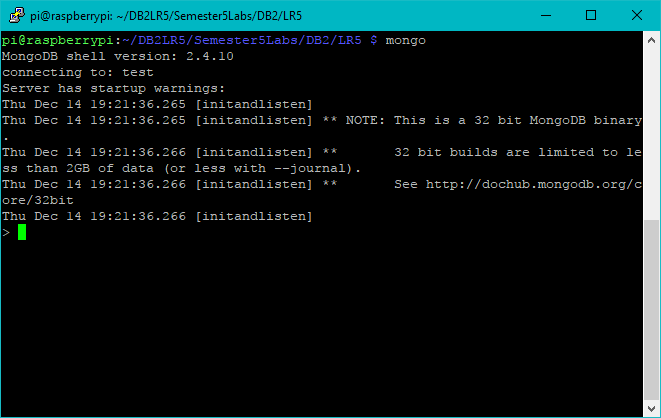 pi@raspberrypi: ~/DB2LR5/Semester5Labs/DB2/LR5
pi@raspberrypi:~/DB2LR5/Semester5Labs/DB2/LR5 $ mongo
MongoDB shell version: 2.4.10
connecting to: test
Server has startup warnings:
Thu Dec 14 19:21:36.265 [initandlisten]
Thu Dec 14 19:21:36.265 [initandlisten] ** NOTE: This is a 32 bit MongoDB binary
.
Thu Dec 14 19:21:36.266 [initandlisten] **       32 bit builds are limited to le
ss than 2GB of data (or less with --journal).
Thu Dec 14 19:21:36.266 [initandlisten] **       See http://dochub.mongodb.org/c
ore/32bit
Thu Dec 14 19:21:36.266 [initandlisten]
>